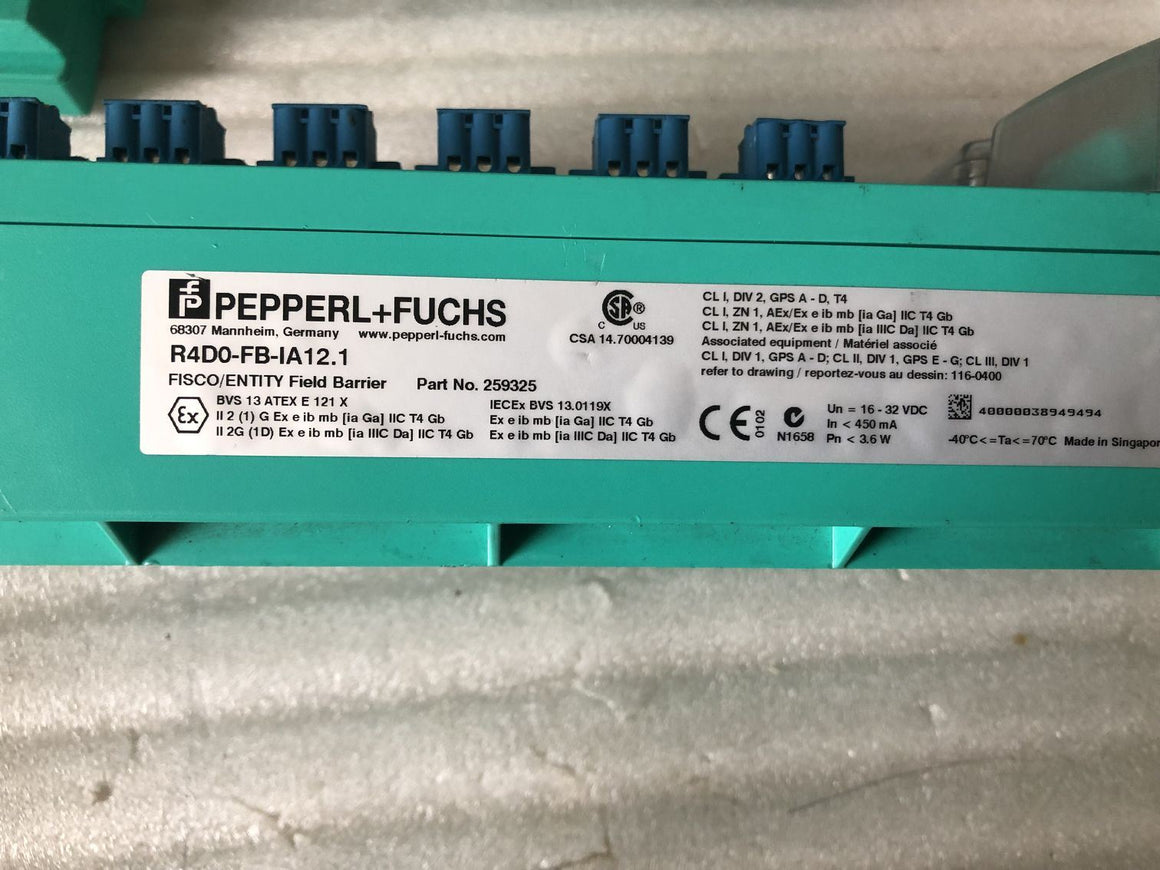 PEPPERL+FUCHS
68307 Mannheim, Germany www.pepperl-fuchs.com
R4D0-FB-IA12.1
FISCO/ENTITY Field Barrier Part No. 259325
Ex
BVS 13 ATEX E 121 X
II 2 (1) G Ex e ib mb [ia Ga] IIC T4 Gb
II 2G (1D) Ex e ib mb [ia IIIC Da] IIC T4 Gb
IECEx BVS 13.0119X
Ex e ib mb [ia Ga] IIC T4 Gb
Ex e ib mb [ia IIIC Da] IIC T4 Gb
SA®
C US
CSA 14.70004139
CL I, DIV 2, GPS A - D, T4
CL I, ZN 1, AEx/Ex e ib mb [ia Ga] IIC T4 Gb
CL I, ZN 1, AEx/Ex e ib mb [ia IIIC Da] IIC T4 Gb
Associated equipment / Matériel associé
CL I, DIV 1, GPS A - D; CL II, DIV 1, GPS E - G; CL III, DIV 1
refer to drawing / reportez-vous au dessin: 116-0400
CE 0102
N1658
Un = 16 - 32 VDC
In < 450 mA
Pn < 3.6 W
40000038949494
-40°C<=Ta<=70°C Made in Singapor